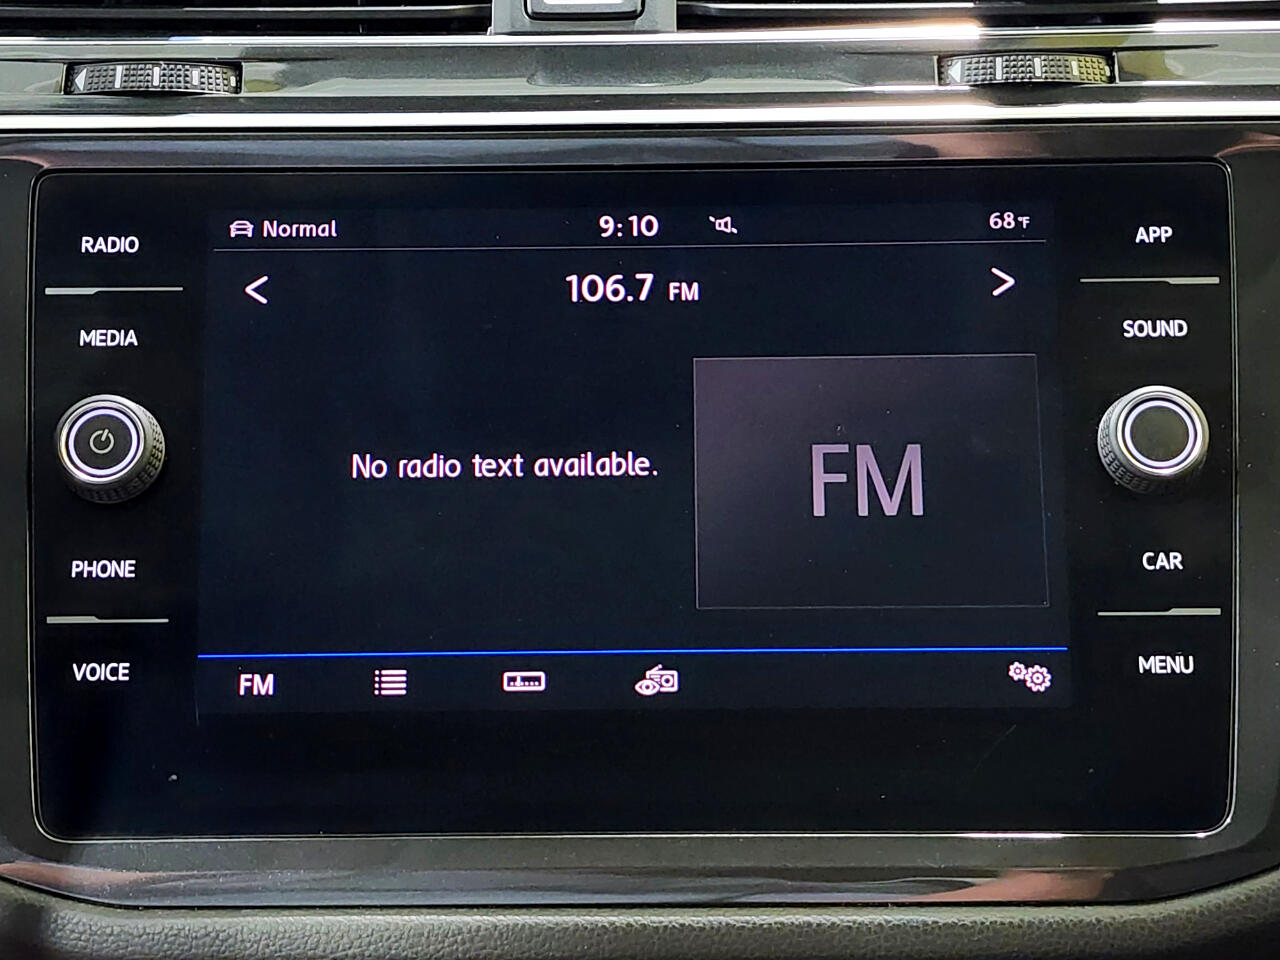 RADIO
MEDIA
PHONE
VOICE
Normal
9:10
68°F
106.7 FM
No radio text available.
FM
FM
APP
SOUND
CAR
MENU